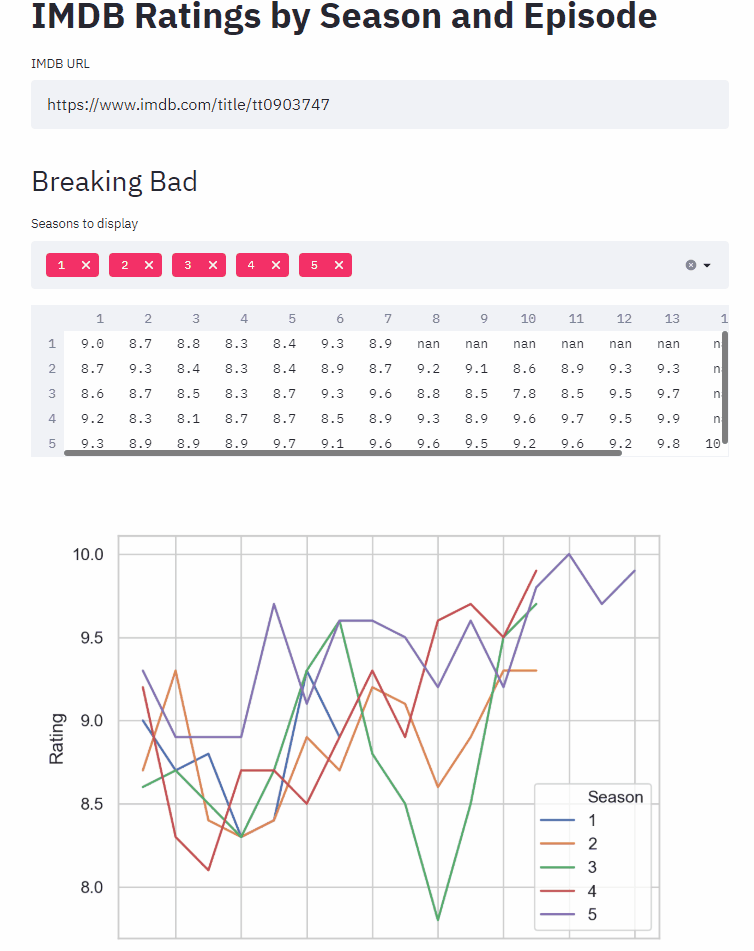 IMDB Ratings by Season and Episode
IMDB URL
https://www.imdb.com/title/tt0903747
Breaking Bad
Seasons to display
1 × 2 × 3 × 4 × 5 ×
1 2 3 4 5 6 7 8 9 10 11 12 13
1 9.0 8.7 8.8 8.3 8.4 9.3 8.9 nan nan nan nan nan nan
2 8.7 9.3 8.4 8.3 8.4 8.9 8.7 9.2 9.1 8.6 8.9 9.3 9.3
3 8.6 8.7 8.5 8.3 8.7 9.3 9.6 8.8 8.5 7.8 8.5 9.5 9.7
4 9.2 8.3 8.1 8.7 8.7 8.5 8.9 9.3 8.9 9.6 9.7 9.5 9.9
5 9.3 8.9 8.9 8.9 9.7 9.1 9.6 9.6 9.5 9.2 9.6 9.2 9.8 10
10.0
9.5
9.0
8.5
8.0
Rating
Season
1
2
3
4
5